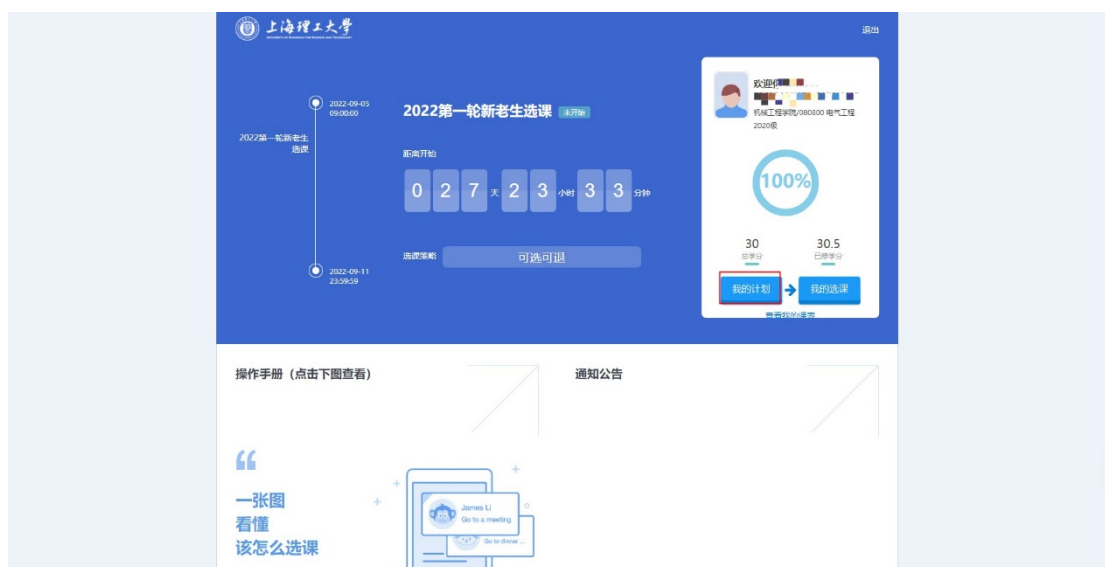 上海理工大學
退出
2022-09-05
09:00:00
2022第一轮新老生
选课
2022-09-11
23:59:59
2022第一轮新老生选课 未开始
距离开始
0 2 7 天 2 3 小时 3 3 分钟
选课策略 可选可退
欢迎你
机械工程学院/080800 电气工程
2020级
100%
30 30.5
总学分 已修学分
我的计划 我的选课
查看我的课表
操作手册(点击下图查看)
通知公告
一张图
看懂
该怎么选课
James Li
Go to a meeting
Go to dinner ...